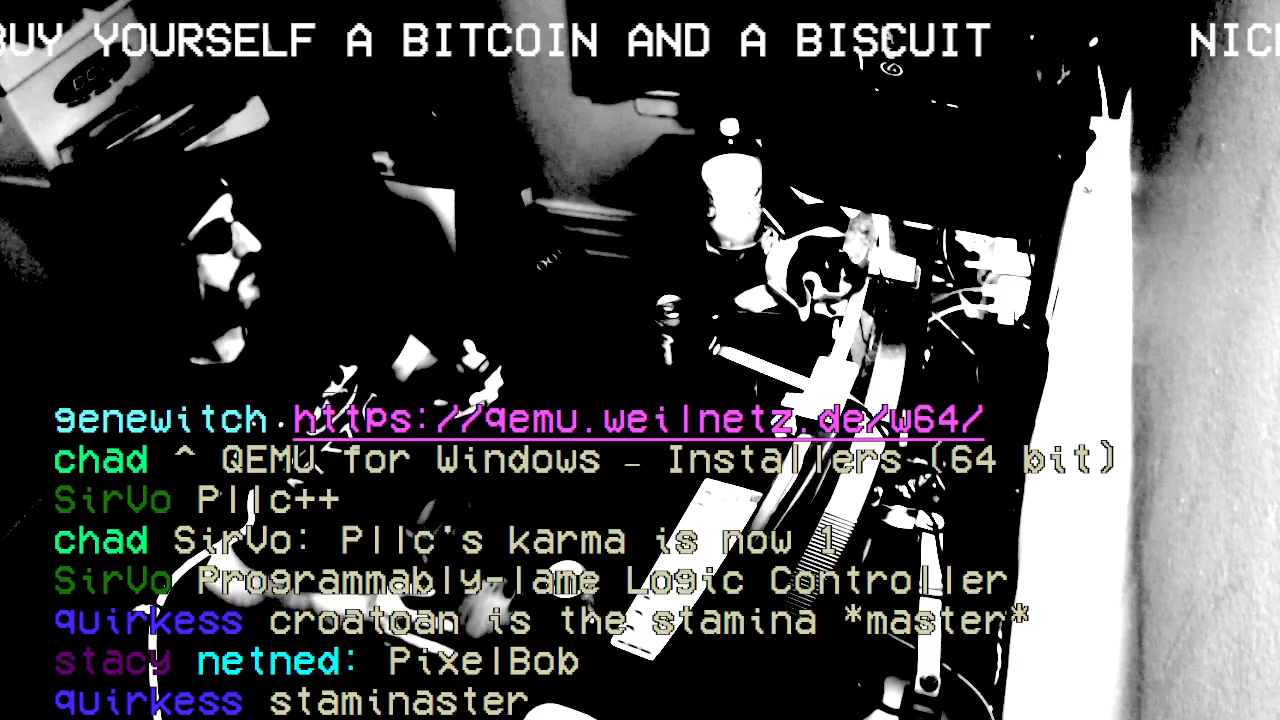 BUY YOURSELF A BITCOIN AND A BISCUIT NIC
genewitch https://qemu.weilnetz.de/w64/
chad ^ QEMU for Windows - Installers (64 bit)
SirVo Pllc++
chad SirVo: Pllc's karma is now 1
SirVo Programmably-lame Logic Controller
quirkess croatoan is the stamina *master*
stacy netned: PixelBob
quirkess staminaster